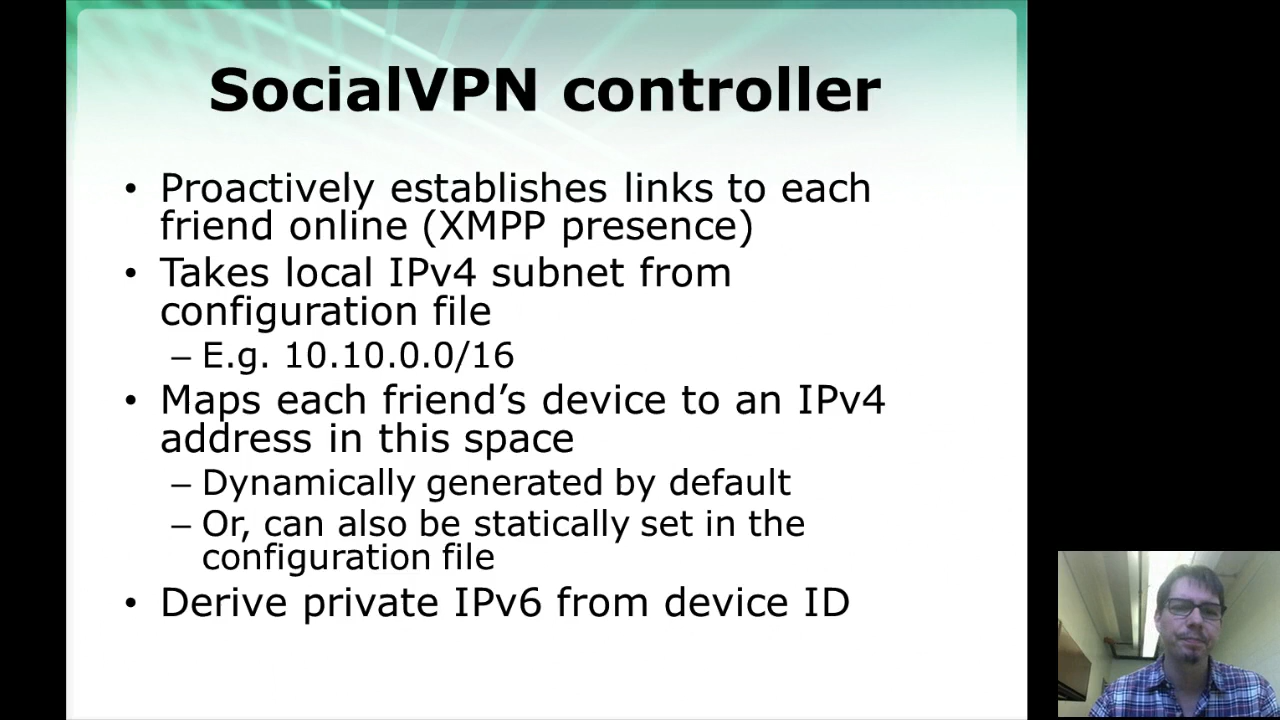 SocialVPN controller
• Proactively establishes links to each
friend online (XMPP presence)
• Takes local IPv4 subnet from
configuration file
– E.g. 10.10.0.0/16
• Maps each friend’s device to an IPv4
address in this space
– Dynamically generated by default
– Or, can also be statically set in the
configuration file
• Derive private IPv6 from device ID